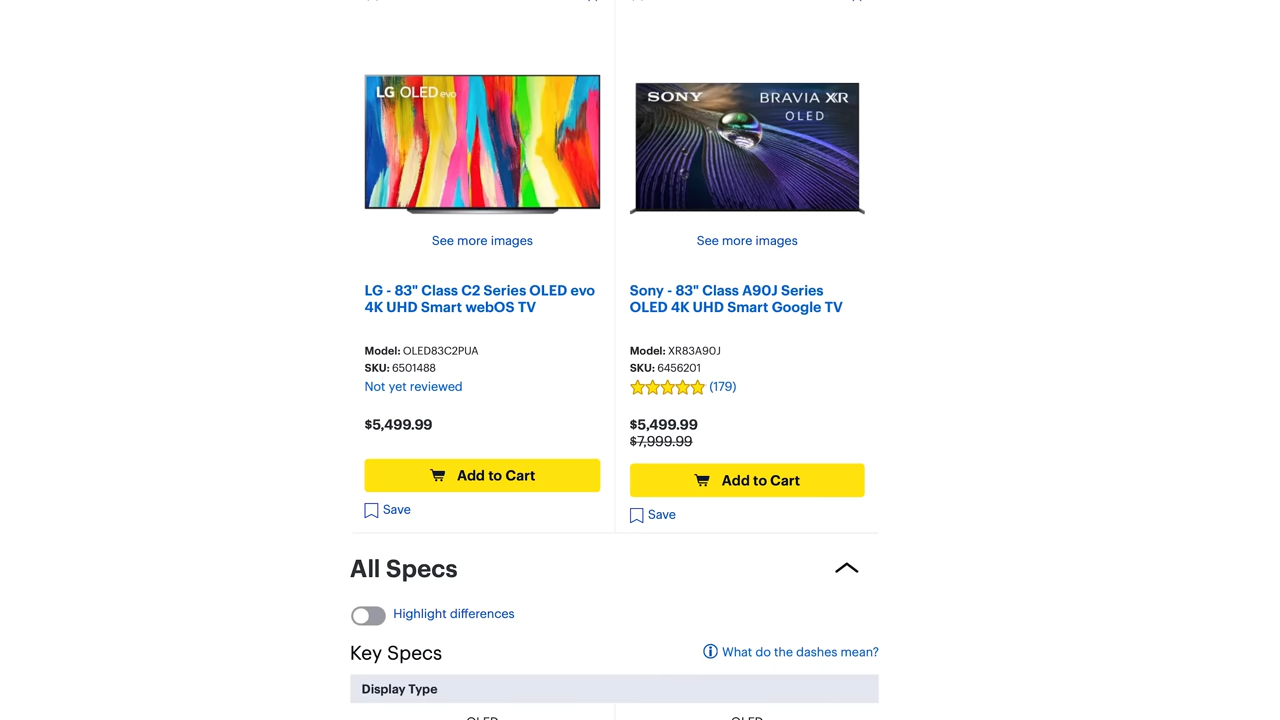 LG OLED evo
SONY
BRAVIA XR
OLED
See more images
See more images
LG - 83" Class C2 Series OLED evo
4K UHD Smart webOS TV
Sony - 83" Class A90J Series
OLED 4K UHD Smart Google TV
Model: OLED83C2PUA
SKU: 6501488
Not yet reviewed
Model: XR83A90J
SKU: 6456201
(179)
$5,499.99
$5,499.99
$7,999.99
Add to Cart
Add to Cart
Save
Save
All Specs
Highlight differences
Key Specs
What do the dashes mean?
Display Type
OLED
OLED